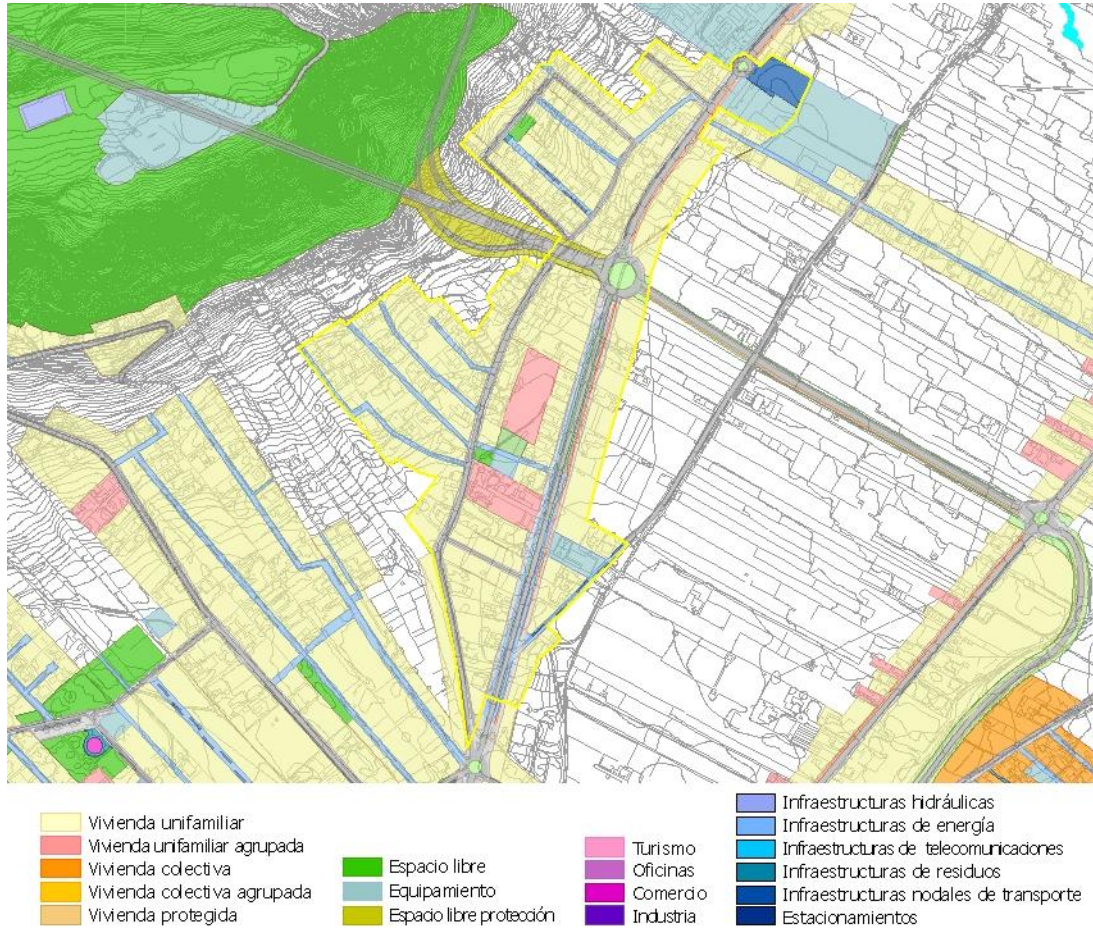 Vivienda unifamiliar
Vivienda unifamiliar agrupada
Vivienda colectiva
Vivienda colectiva agrupada
Vivienda protegida
Espacio libre
Equipamiento
Espacio libre protección
Turismo
Oficinas
Comercio
Industria
Infraestructuras hidráulicas
Infraestructuras de energía
Infraestructuras de telecomunicaciones
Infraestructuras de residuos
Infraestructuras nodales de transporte
Estacionamientos